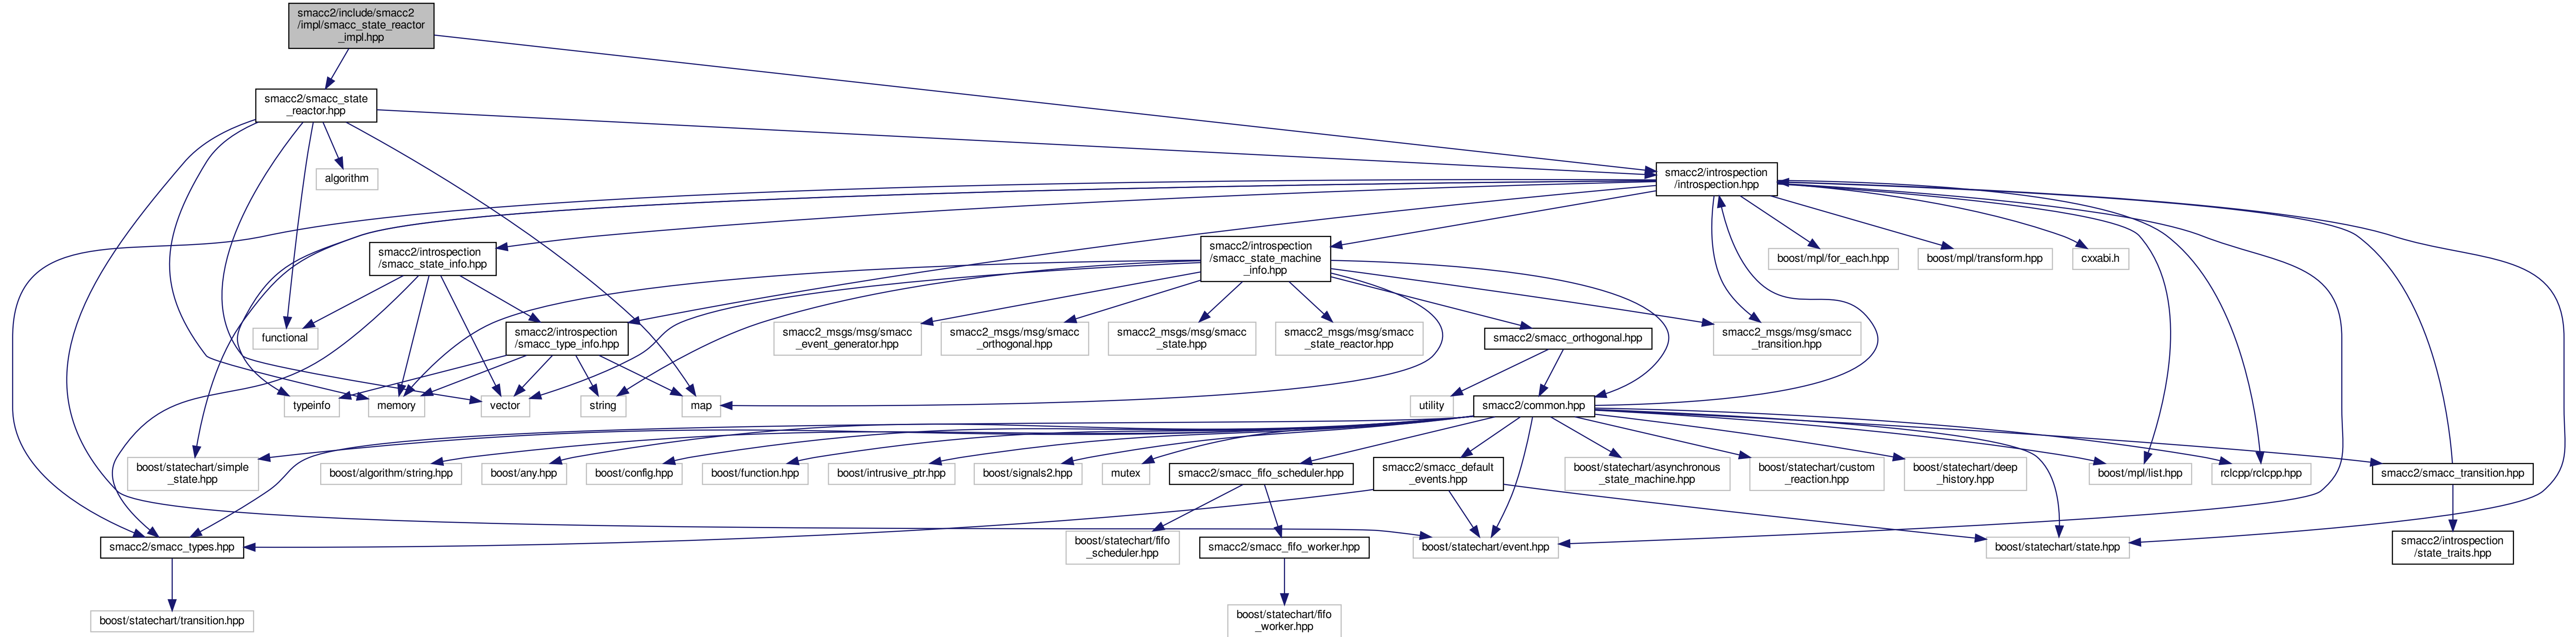 smacc2/include/smacc2
/impl/smacc_state_reactor
_impl.hpp
smacc2/smacc_state
_reactor.hpp
algorithm
smacc2/introspection
/introspection.hpp
smacc2/introspection
/smacc_state_info.hpp
smacc2/introspection
/smacc_state_machine
_info.hpp
boost/mpl/for_each.hpp
boost/mpl/transform.hpp
cxxabi.h
functional
smacc2/introspection
/smacc_type_info.hpp
smacc2_msgs/msg/smacc
_event_generator.hpp
smacc2_msgs/msg/smacc
_orthogonal.hpp
smacc2_msgs/msg/smacc
_state.hpp
smacc2_msgs/msg/smacc
_state_reactor.hpp
smacc2/smacc_orthogonal.hpp
smacc2_msgs/msg/smacc
_transition.hpp
typeinfo
memory
vector
string
map
utility
smacc2/common.hpp
boost/statechart/simple
_state.hpp
boost/algorithm/string.hpp
boost/any.hpp
boost/config.hpp
boost/function.hpp
boost/intrusive_ptr.hpp
boost/signals2.hpp
mutex
smacc2/smacc_fifo_scheduler.hpp
smacc2/smacc_default
_events.hpp
boost/statechart/asynchronous
_state_machine.hpp
boost/statechart/custom
_reaction.hpp
boost/statechart/deep
_history.hpp
boost/mpl/list.hpp
rclcpp/rclcpp.hpp
smacc2/smacc_transition.hpp
smacc2/smacc_types.hpp
boost/statechart/fifo
_scheduler.hpp
smacc2/smacc_fifo_worker.hpp
boost/statechart/event.hpp
boost/statechart/state.hpp
smacc2/introspection
/state_traits.hpp
boost/statechart/transition.hpp
boost/statechart/fifo
_worker.hpp